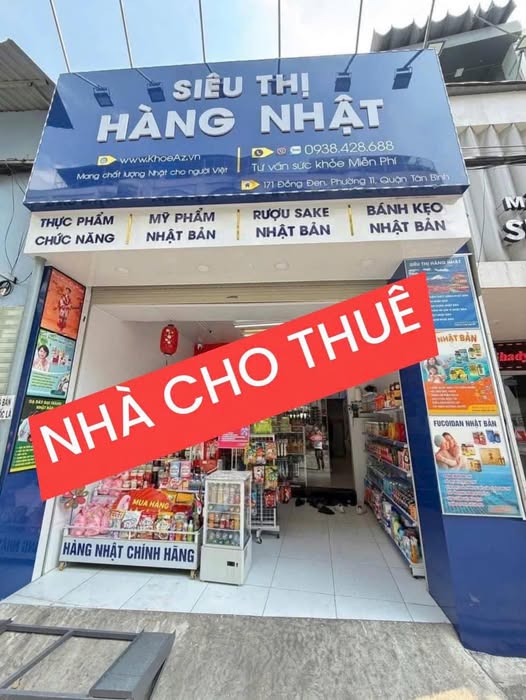 SIÊU THỊ
HÀNG NHẬT
www.KhoeAz.vn
Mang chất lượng Nhật cho người Việt
0938.428.688
Tư vấn sức khỏe Miễn Phí
171 Đồng Đen, Phường 11, Quận Tân Bình
THỰC PHẨM
CHỨC NĂNG
MỸ PHẨM
NHẬT BẢN
RƯỢU SAKE
NHẬT BẢN
BÁNH KẸO
NHẬT BẢN
SIÊU THỊ HÀNG NHẬT
NHẬT BẢN
FUCOIDAN NHẬT BẢN
NHÀ CHO THUÊ
MUA HÀNG
HÀNG NHẬT CHÍNH HÃNG